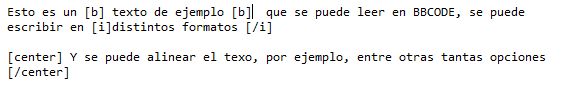 Esto es un [b] texto de ejemplo [b] que se puede leer en BBCODE, se puede
escribir en [i]distintos formatos [/i]
[center] Y se puede alinear el texo, por ejemplo, entre otras tantas opciones
[/center]